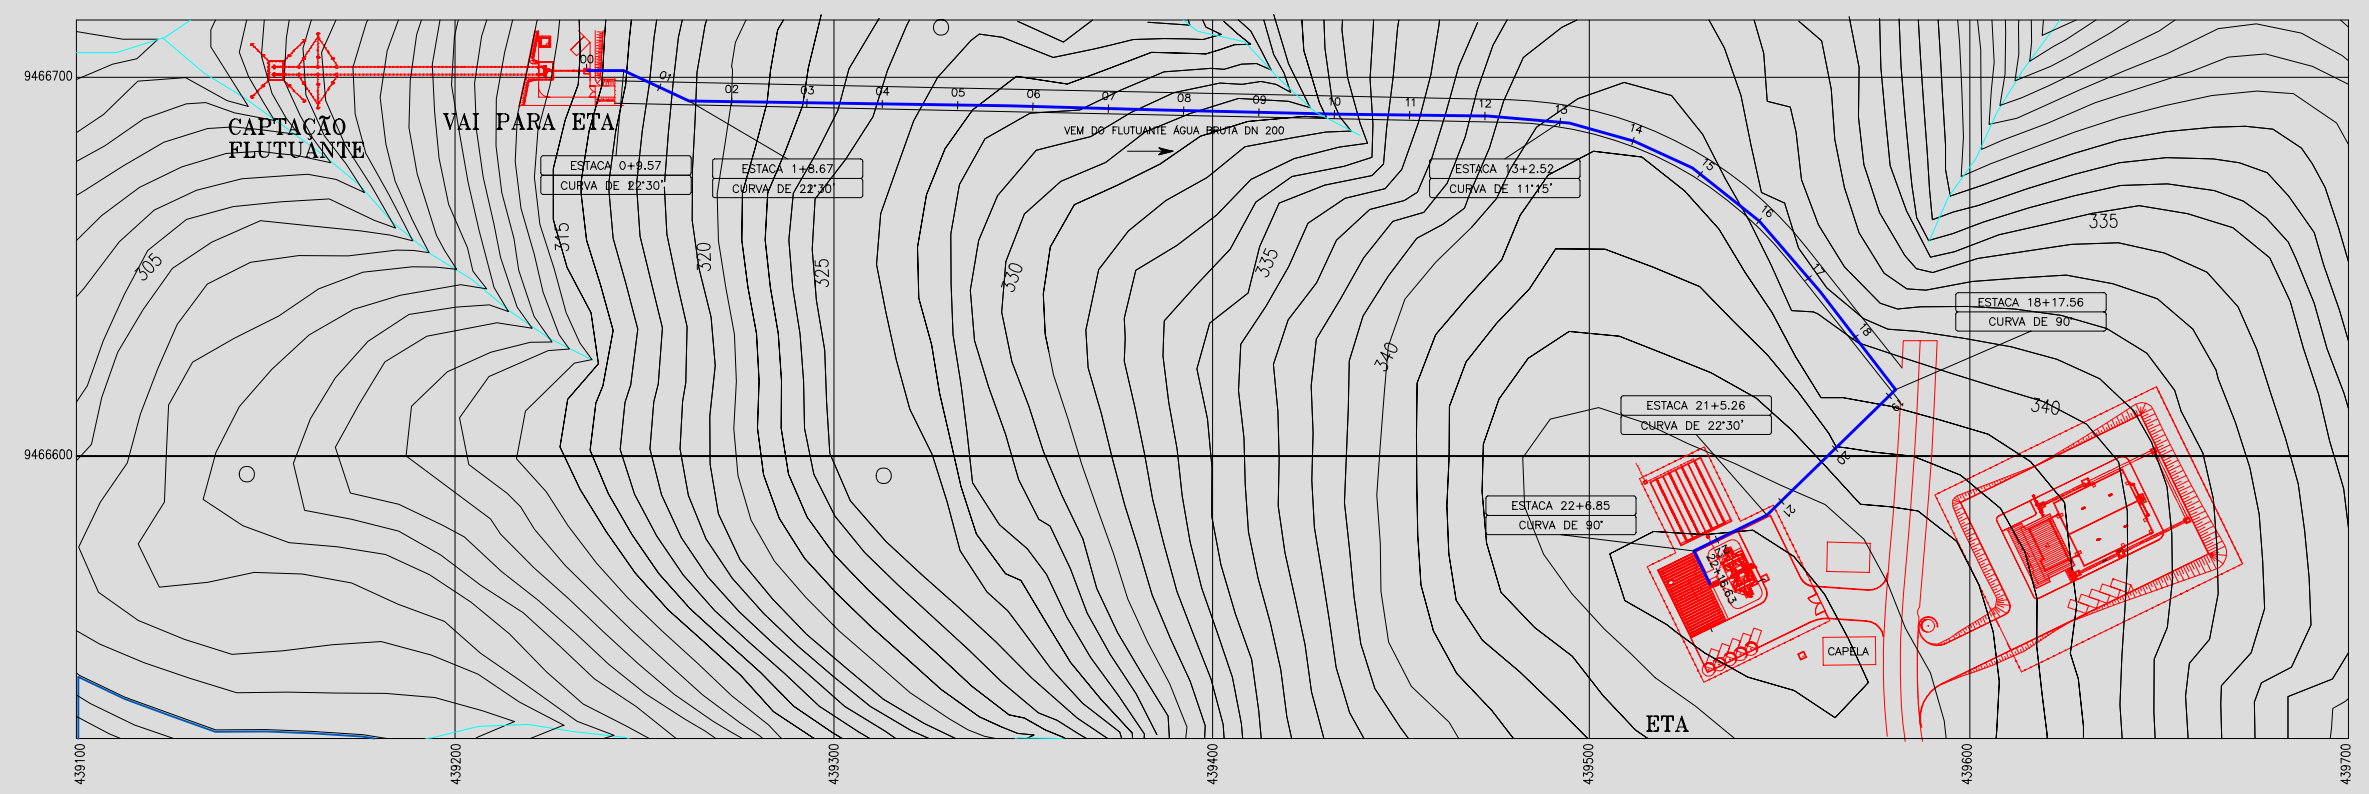 9466700
CAPTAÇÃO
FLUTUANTE
VAI PARA ETA
00
01
02
03
04
05
06
07
08
09
10
11
12
13
14
15
16
17
18
19
20
21
22
22+16.63
VEM DO FLUTUANTE ÁGUA BRUTA DN 200
ESTACA 0+9.57
CURVA DE 22°30'
ESTACA 1+8.67
CURVA DE 22°30'
ESTACA 13+2.52
CURVA DE 11°15'
ESTACA 18+17.56
CURVA DE 90°
ESTACA 21+5.26
CURVA DE 22°30'
ESTACA 22+6.85
CURVA DE 90°
305
315
320
325
330
335
340
335
340
9466600
CAPELA
ETA
439100
439200
439300
439400
439500
439600
439700